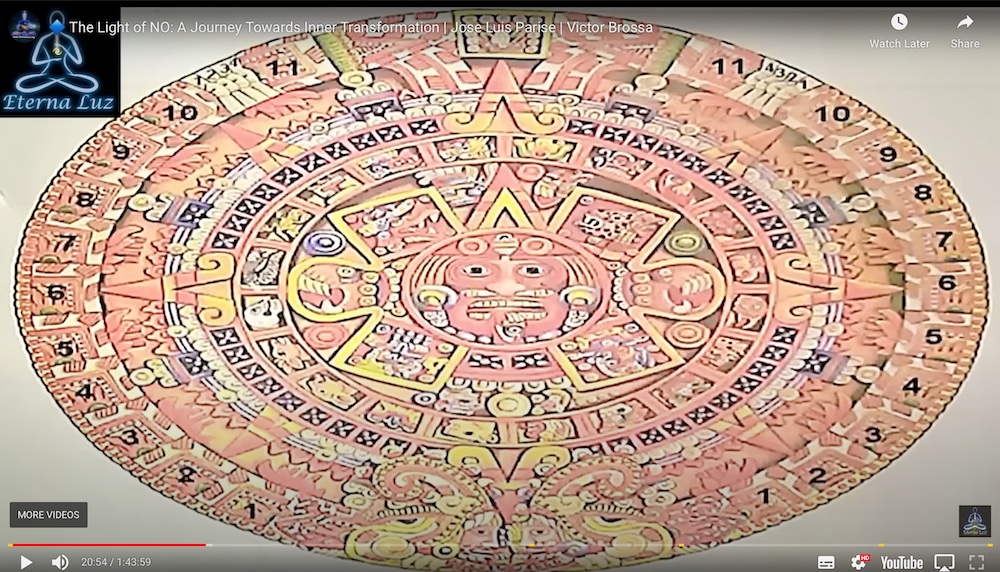 The Light of NO: A Journey Towards Inner Transformation | Jose Luis Parise | Victor Brossa
Watch Later
Share
Eterna Luz
11
11
10
10
9
9
8
8
7
7
6
6
5
5
4
4
3
3
2
2
1
1
MORE VIDEOS
20:54 / 1:43:59
HD
YouTube